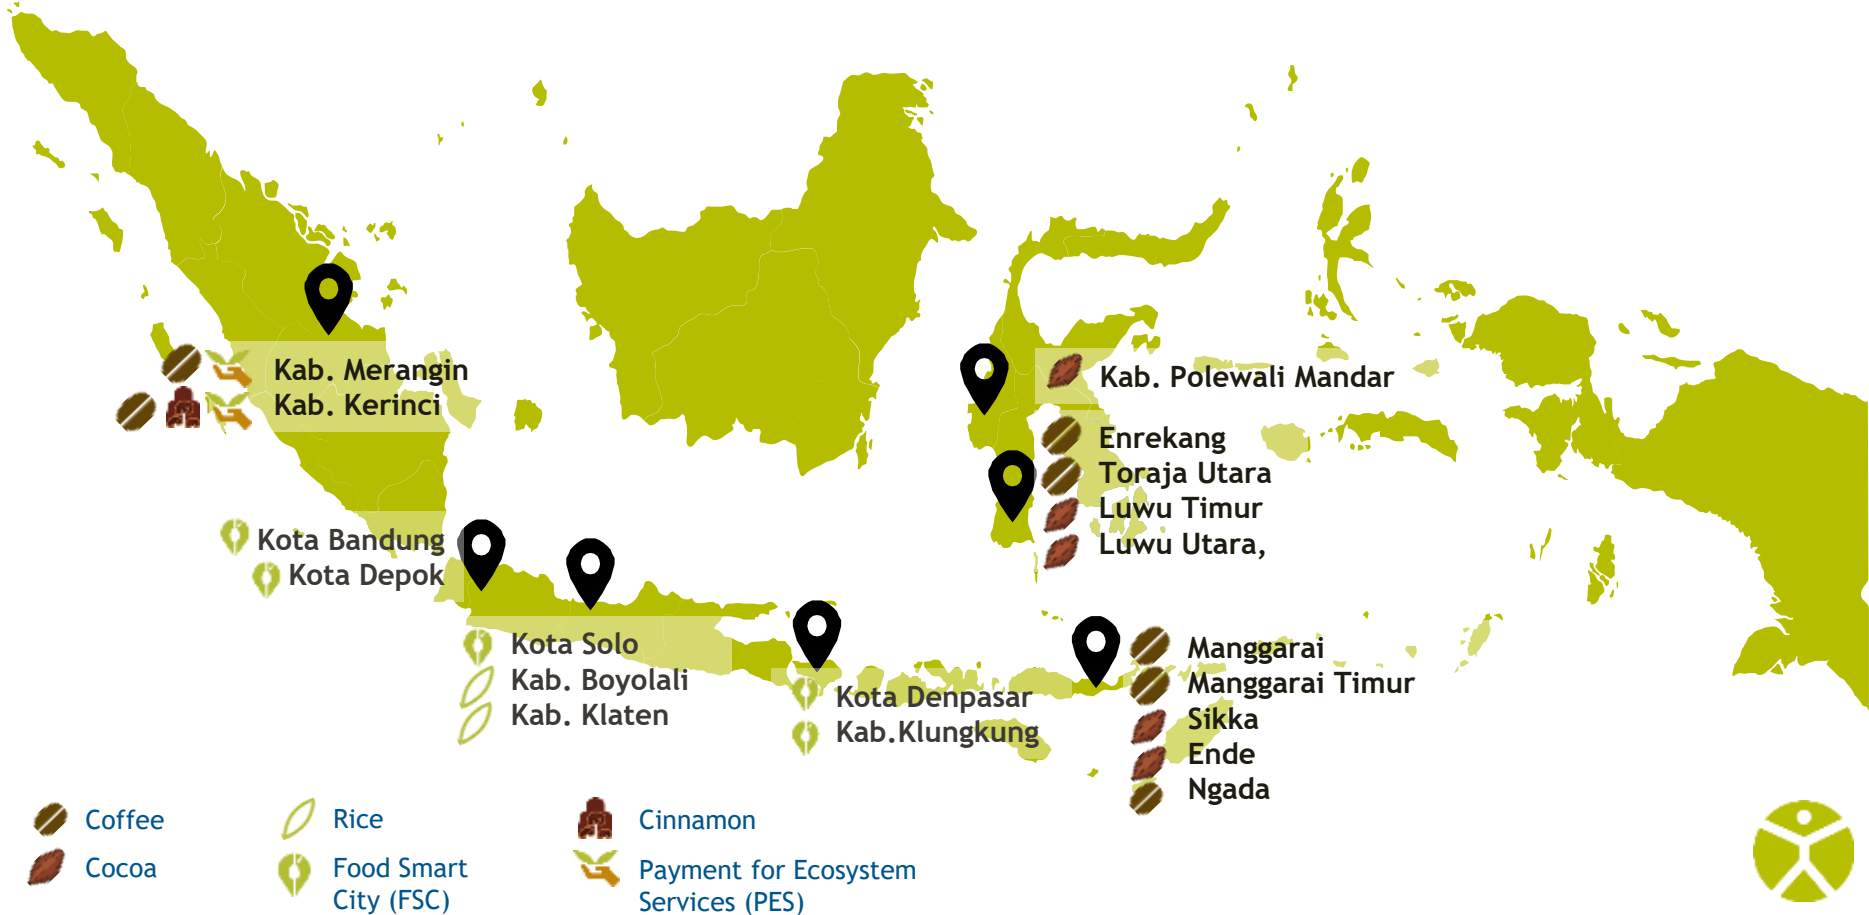 Kab. Merangin
Kab. Kerinci
Kab. Polewali Mandar
Enrekang
Toraja Utara
Luwu Timur
Luwu Utara,
Kota Bandung
Kota Depok
Kota Solo
Kab. Boyolali
Kab. Klaten
Kota Denpasar
Kab.Klungkung
Manggarai
Manggarai Timur
Sikka
Ende
Ngada
Coffee
Cocoa
Rice
Food Smart
City (FSC)
Cinnamon
Payment for Ecosystem
Services (PES)